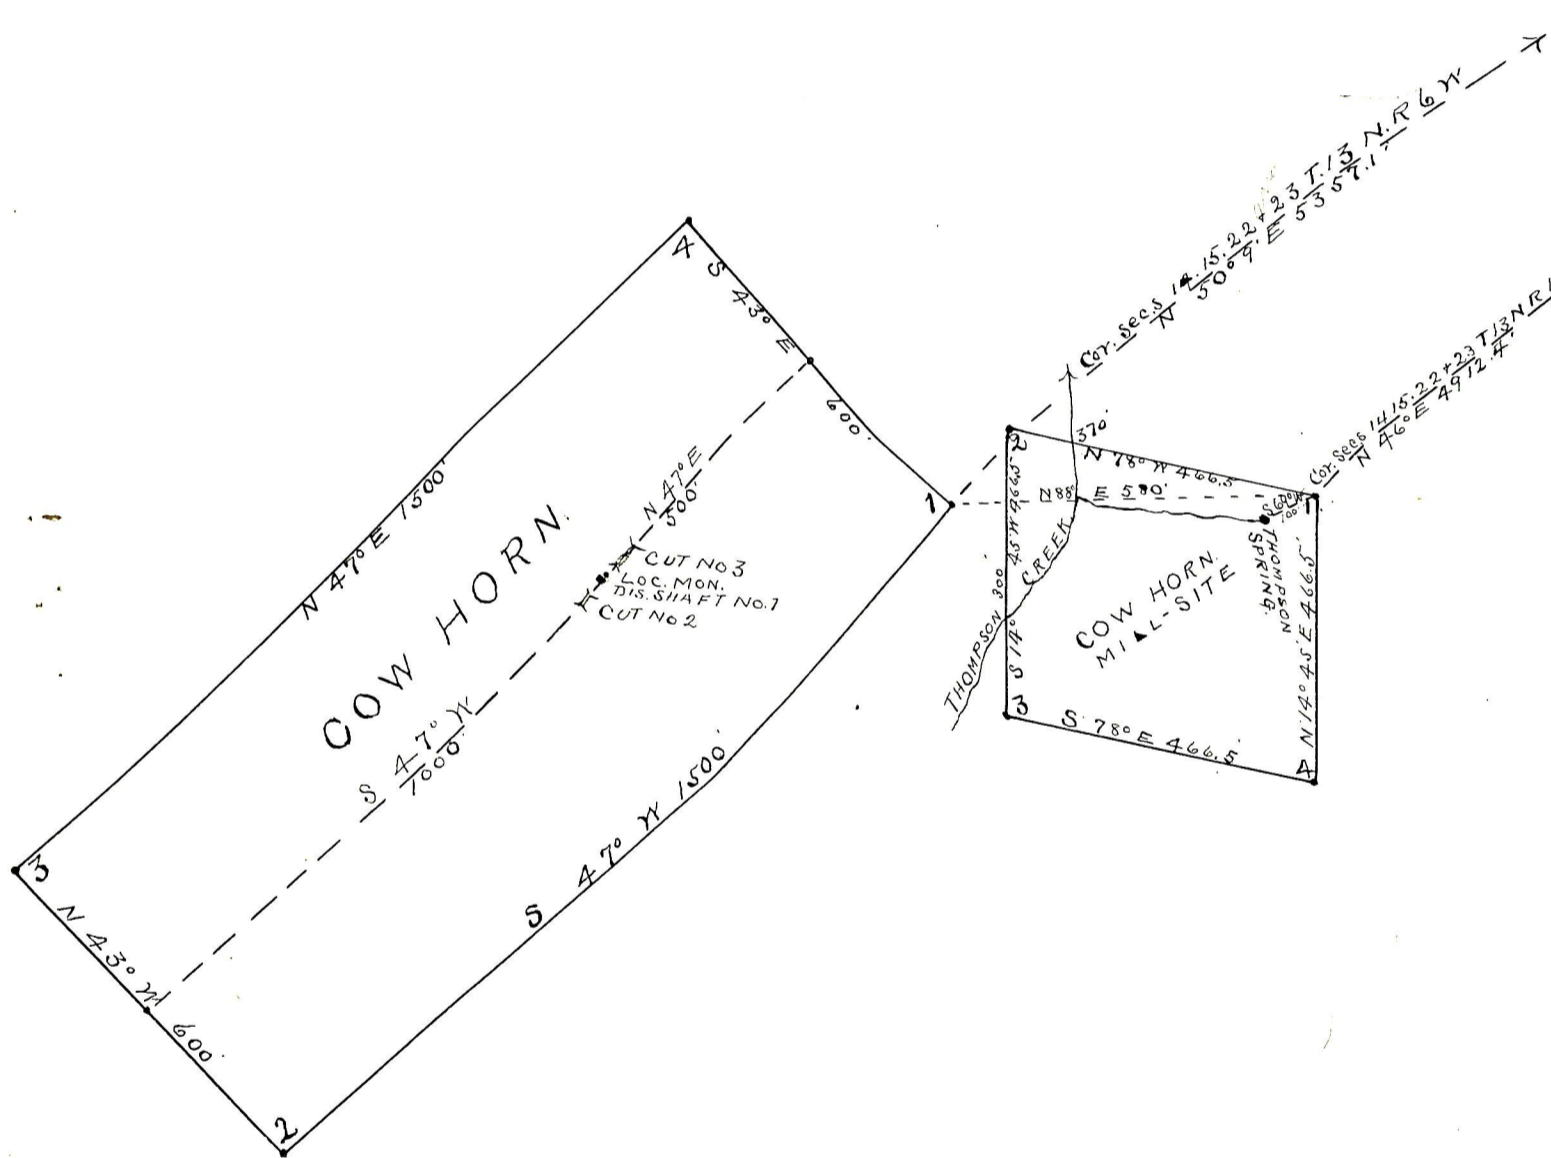 Cor. Secs 14.15.22+23 T.13 N.R 6 W
N 50° 9' E 5357.1'
Cor. Secs 14 15.22+23 T 13 N R
N 46° E 4912.4'
4
S 43° E
600'
N 47° E 1500'
COW HORN.
N 47° E
500'
CUT NO 3
LOC. MON.
DIS. SHAFT NO. 1
CUT NO 2
S 47° W
1000'
1
S 47° W 1500'
3
N 43° W
600'
2
2
370'
N 78° W 466.5
1
N 88° E 580'
S 60° W
100'
THOMPSON
SPRING.
S 14° 45' W 466.5'
300
THOMPSON CREEK
COW HORN.
MILL-SITE
N 14° 45' E 466.5'
3
S 78° E 466.5'
4